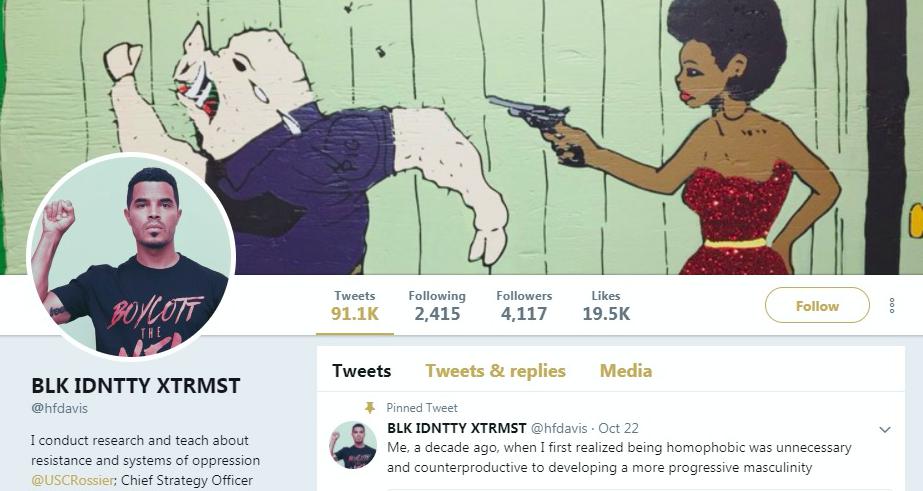 Tweets Following Followers Likes
91.1K 2,415 4,117 19.5K
Follow
BOYCOTT
THE
BLK IDNTTY XTRMST
@hfdavis
I conduct research and teach about
resistance and systems of oppression
@USCRossier; Chief Strategy Officer
Tweets Tweets & replies Media
Pinned Tweet
BLK IDNTTY XTRMST @hfdavis · Oct 22
Me, a decade ago, when I first realized being homophobic was unnecessary
and counterproductive to developing a more progressive masculinity